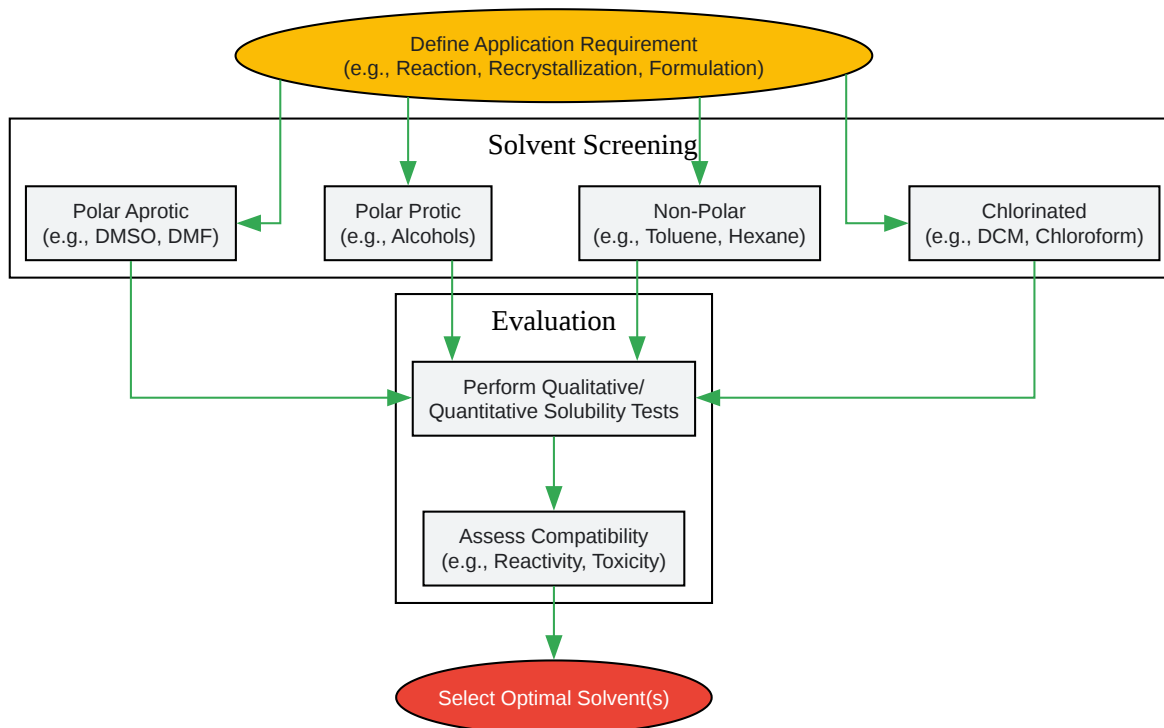 Define Application Requirement
(e.g., Reaction, Recrystallization, Formulation)
Solvent Screening
Polar Aprotic
(e.g., DMSO, DMF)
Polar Protic
(e.g., Alcohols)
Non-Polar
(e.g., Toluene, Hexane)
Chlorinated
(e.g., DCM, Chloroform)
Evaluation
Perform Qualitative/
Quantitative Solubility Tests
Assess Compatibility
(e.g., Reactivity, Toxicity)
Select Optimal Solvent(s)